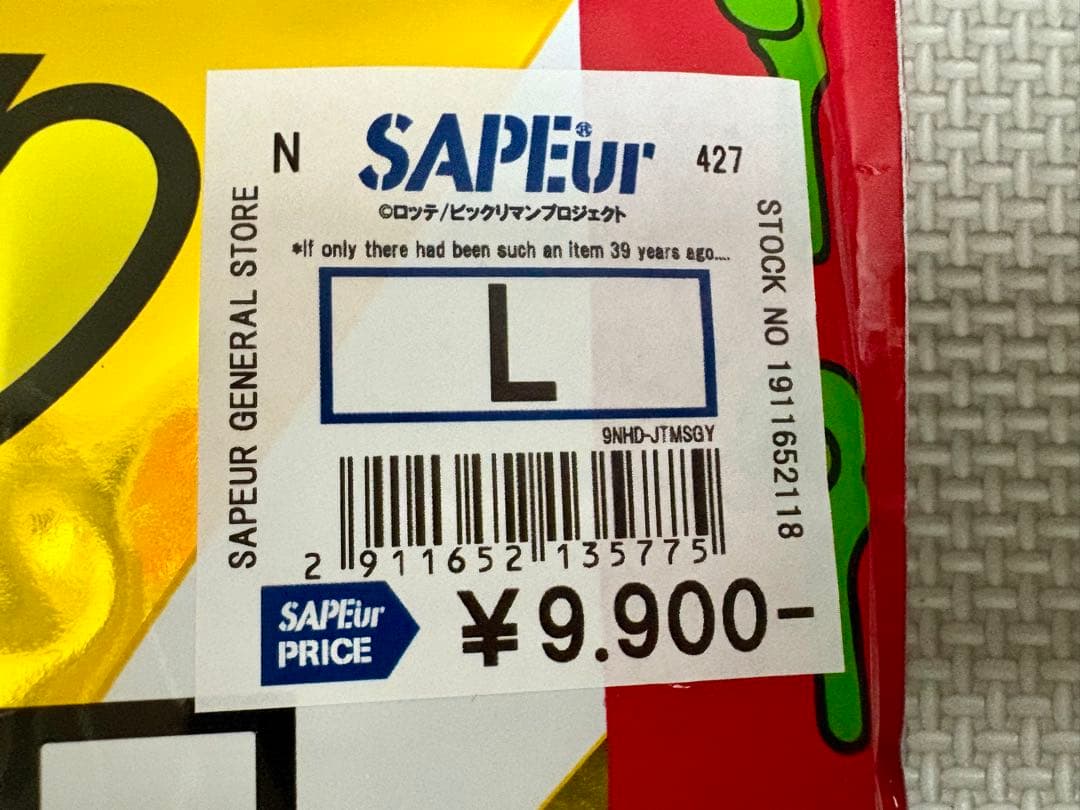 N
SAPEur®
427
©ロッテ/ビックリマンプロジェクト
*If only there had been such an item 39 years ago....
SAPEUR GENERAL STORE
L
STOCK NO 1911652118
9NHD-JTMSGY
2 911652 135775
SAPEur
PRICE
¥9.900-